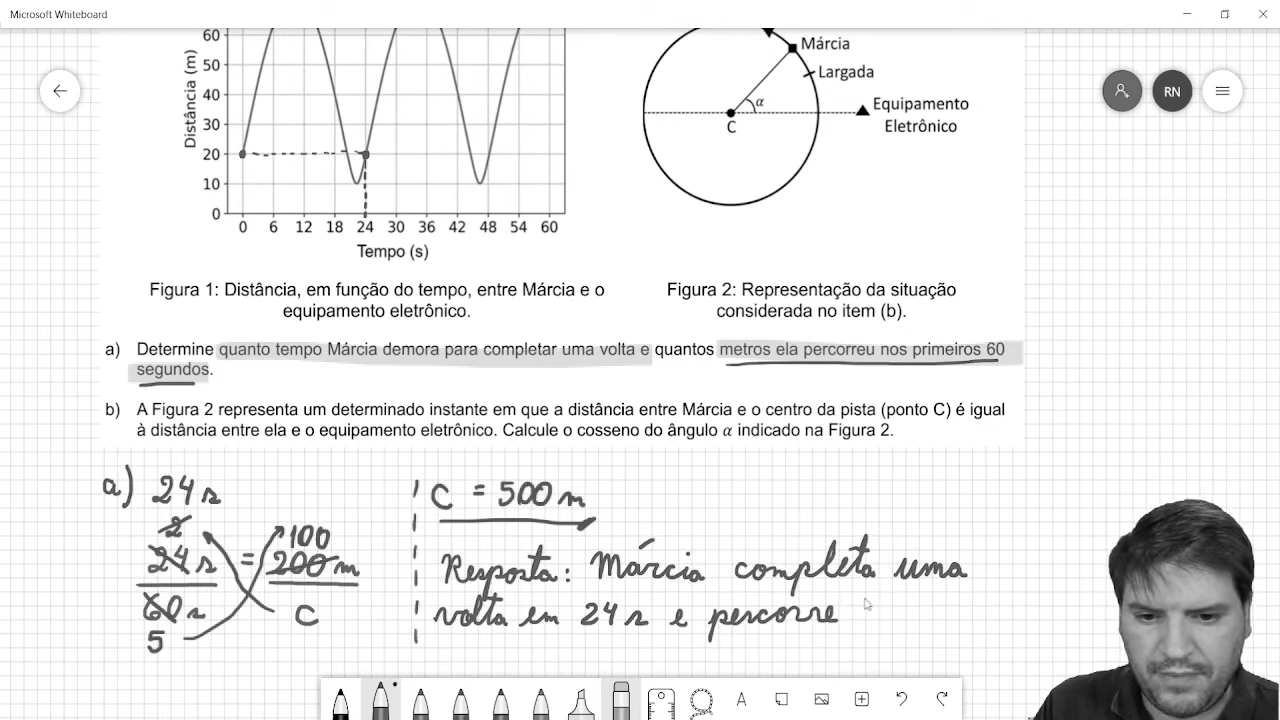 Microsoft Whiteboard
RN
60
50
40
30
20
10
0
Distância (m)
0 6 12 18 24 30 36 42 48 54 60
Tempo (s)
Márcia
Largada
α
C
Equipamento
Eletrônico
Figura 1: Distância, em função do tempo, entre Márcia e o
equipamento eletrônico.
Figura 2: Representação da situação
considerada no item (b).
a) Determine quanto tempo Márcia demora para completar uma volta e quantos metros ela percorreu nos primeiros 60
segundos.
b) A Figura 2 representa um determinado instante em que a distância entre Márcia e o centro da pista (ponto C) é igual
à distância entre ela e o equipamento eletrônico. Calcule o cosseno do ângulo α indicado na Figura 2.
a) 24 s
2 100
24 s = 200 m
60 s C
5
C = 500 m
Resposta: Márcia completa uma
volta em 24 s e percorre
A